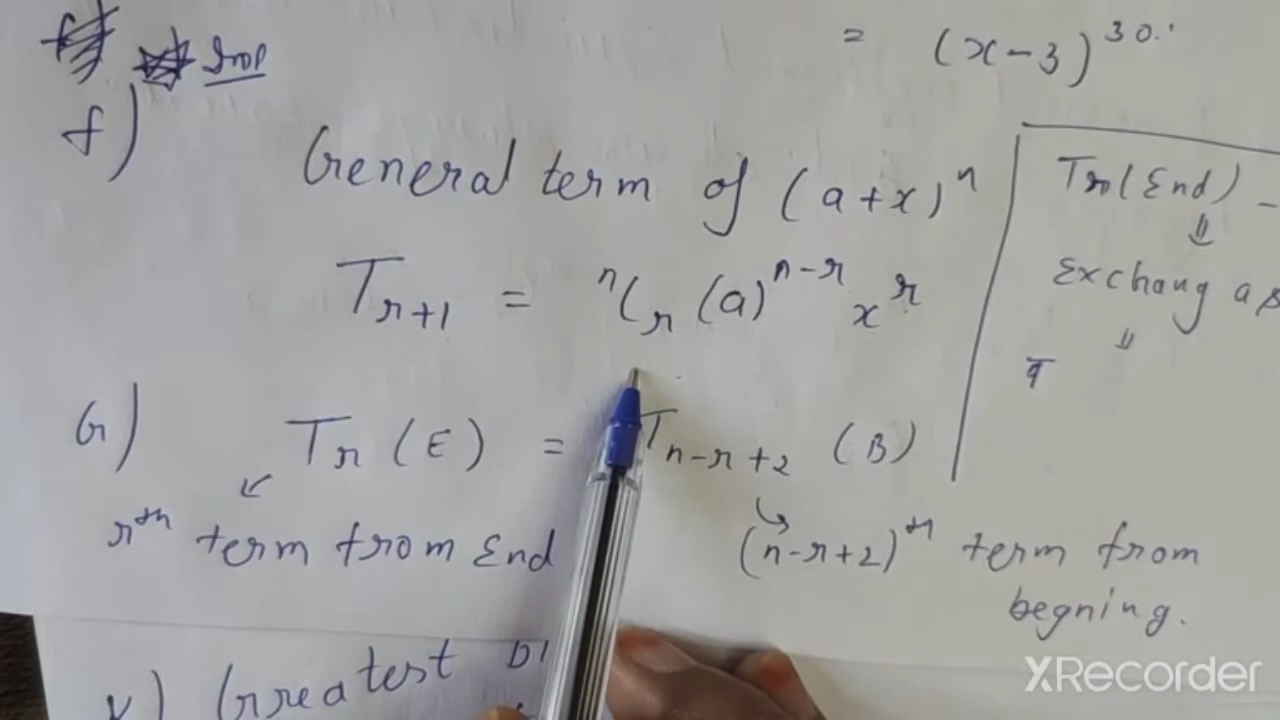 = (x-3)^30.
f)
General term of (a+x)^n
T_{r+1} = ^nC_r (a)^{n-r} x^r
G) T_r (E) = T_{n-r+2} (B)
r^th term from End
(n-r+2)^th term from
begning.
Tr(End) -
⇓
Exchang a
T
Greatest
XRecorder